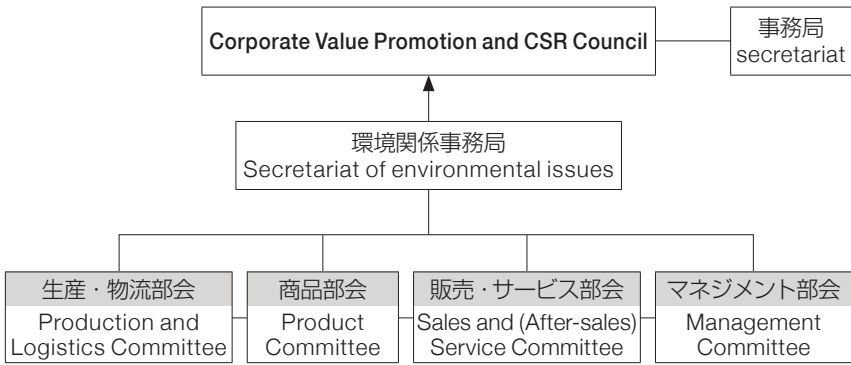 Corporate Value Promotion and CSR Council
事務局
secretariat
環境関係事務局
Secretariat of environmental issues
生産・物流部会
Production and
Logistics Committee
商品部会
Product
Committee
販売・サービス部会
Sales and (After-sales)
Service Committee
マネジメント部会
Management
Committee